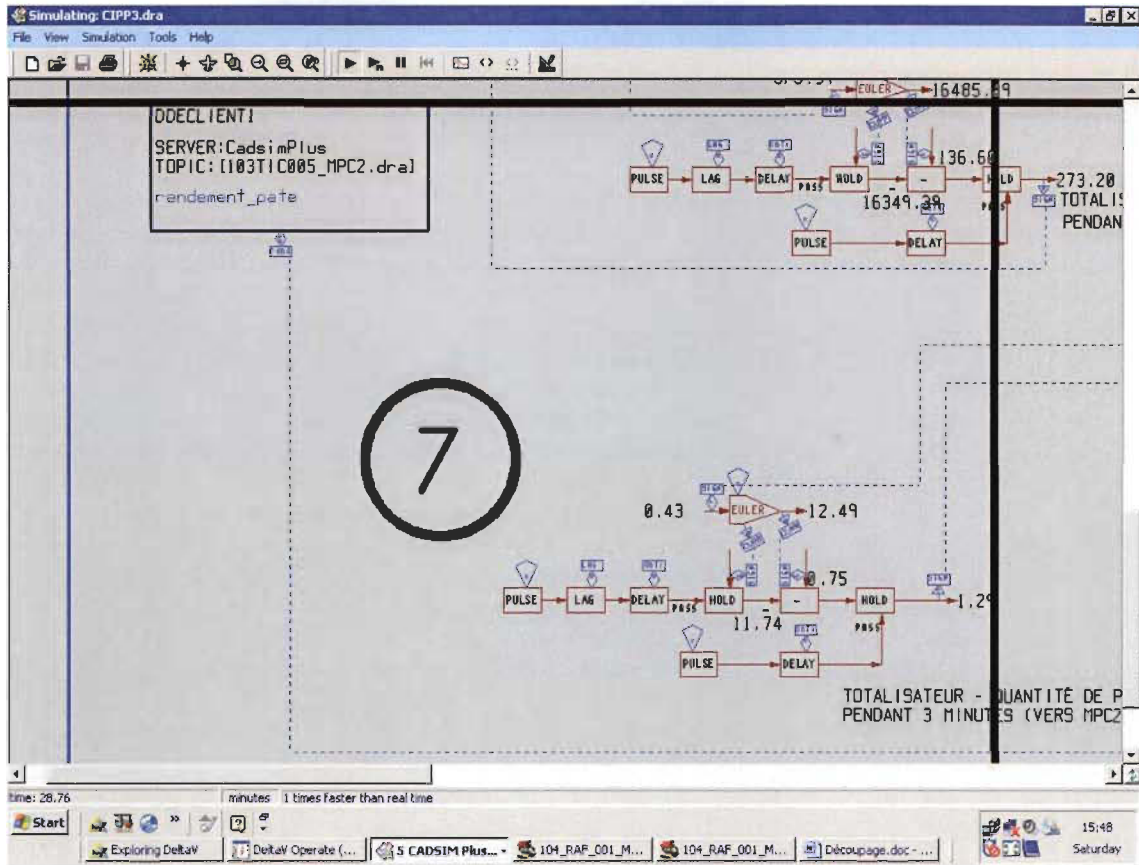 Simulating: CIPP3.dra
File View Simulation Tools Help
EULER 16485.89
DDECLIENT1
SERVER:CadsimPlus
TOPIC:[103TIC005_MPC2.dra]
rendement_pate
136.60
PULSE LAG DELAY PASS HOLD - HOLD 273.20
16349.39
TOTALIS
PENDAN
PULSE DELAY
7
0.43 EULER 12.49
0.75
PULSE LAG DELAY PASS HOLD - HOLD 1.29
11.74 PASS
PULSE DELAY
TOTALISATEUR - QUANTITÉ DE P
PENDANT 3 MINUTES (VERS MPC2
time: 28.76 minutes 1 times faster than real time
Start 15:48
Exploring DeltaV DeltaV Operate (... 5 CADSIM Plus... 104_RAF_001_M... 104_RAF_001_M... Découpage.doc - ... Saturday